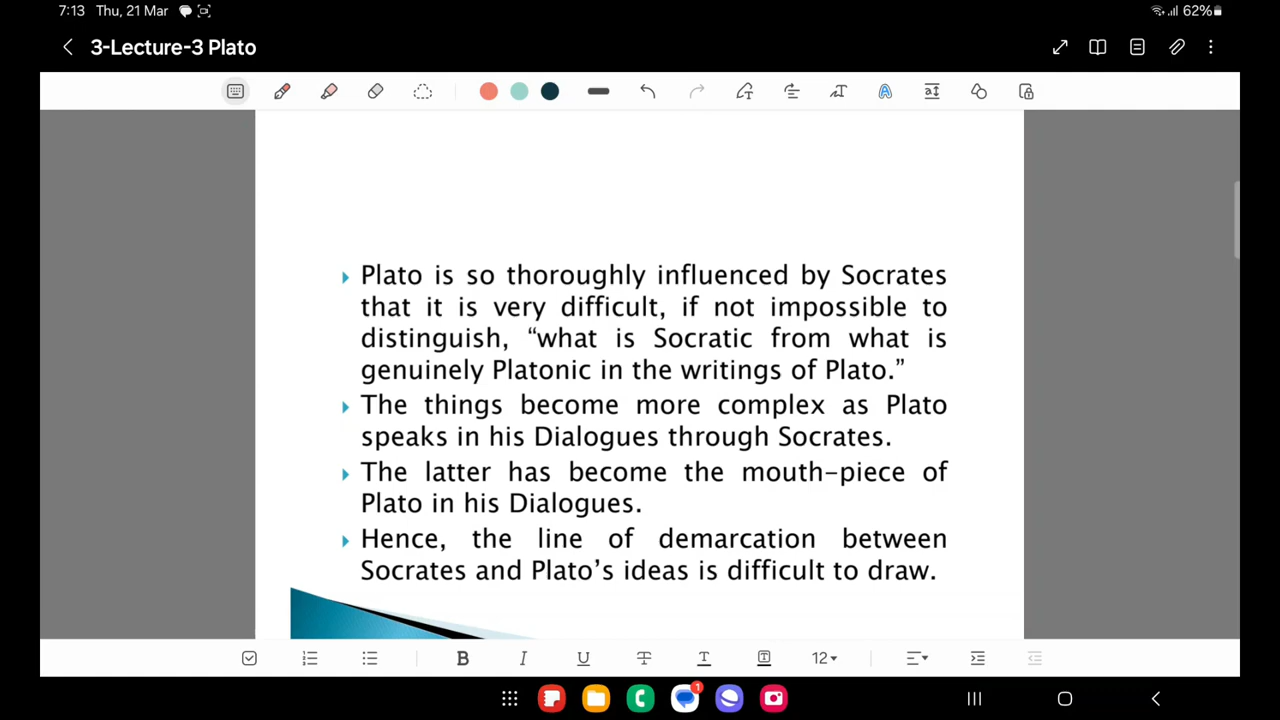 7:13 Thu, 21 Mar 62%
3-Lecture-3 Plato
Plato is so thoroughly influenced by Socrates
that it is very difficult, if not impossible to
distinguish, “what is Socratic from what is
genuinely Platonic in the writings of Plato.”
The things become more complex as Plato
speaks in his Dialogues through Socrates.
The latter has become the mouth-piece of
Plato in his Dialogues.
Hence, the line of demarcation between
Socrates and Plato’s ideas is difficult to draw.
B I U T T T 12
1